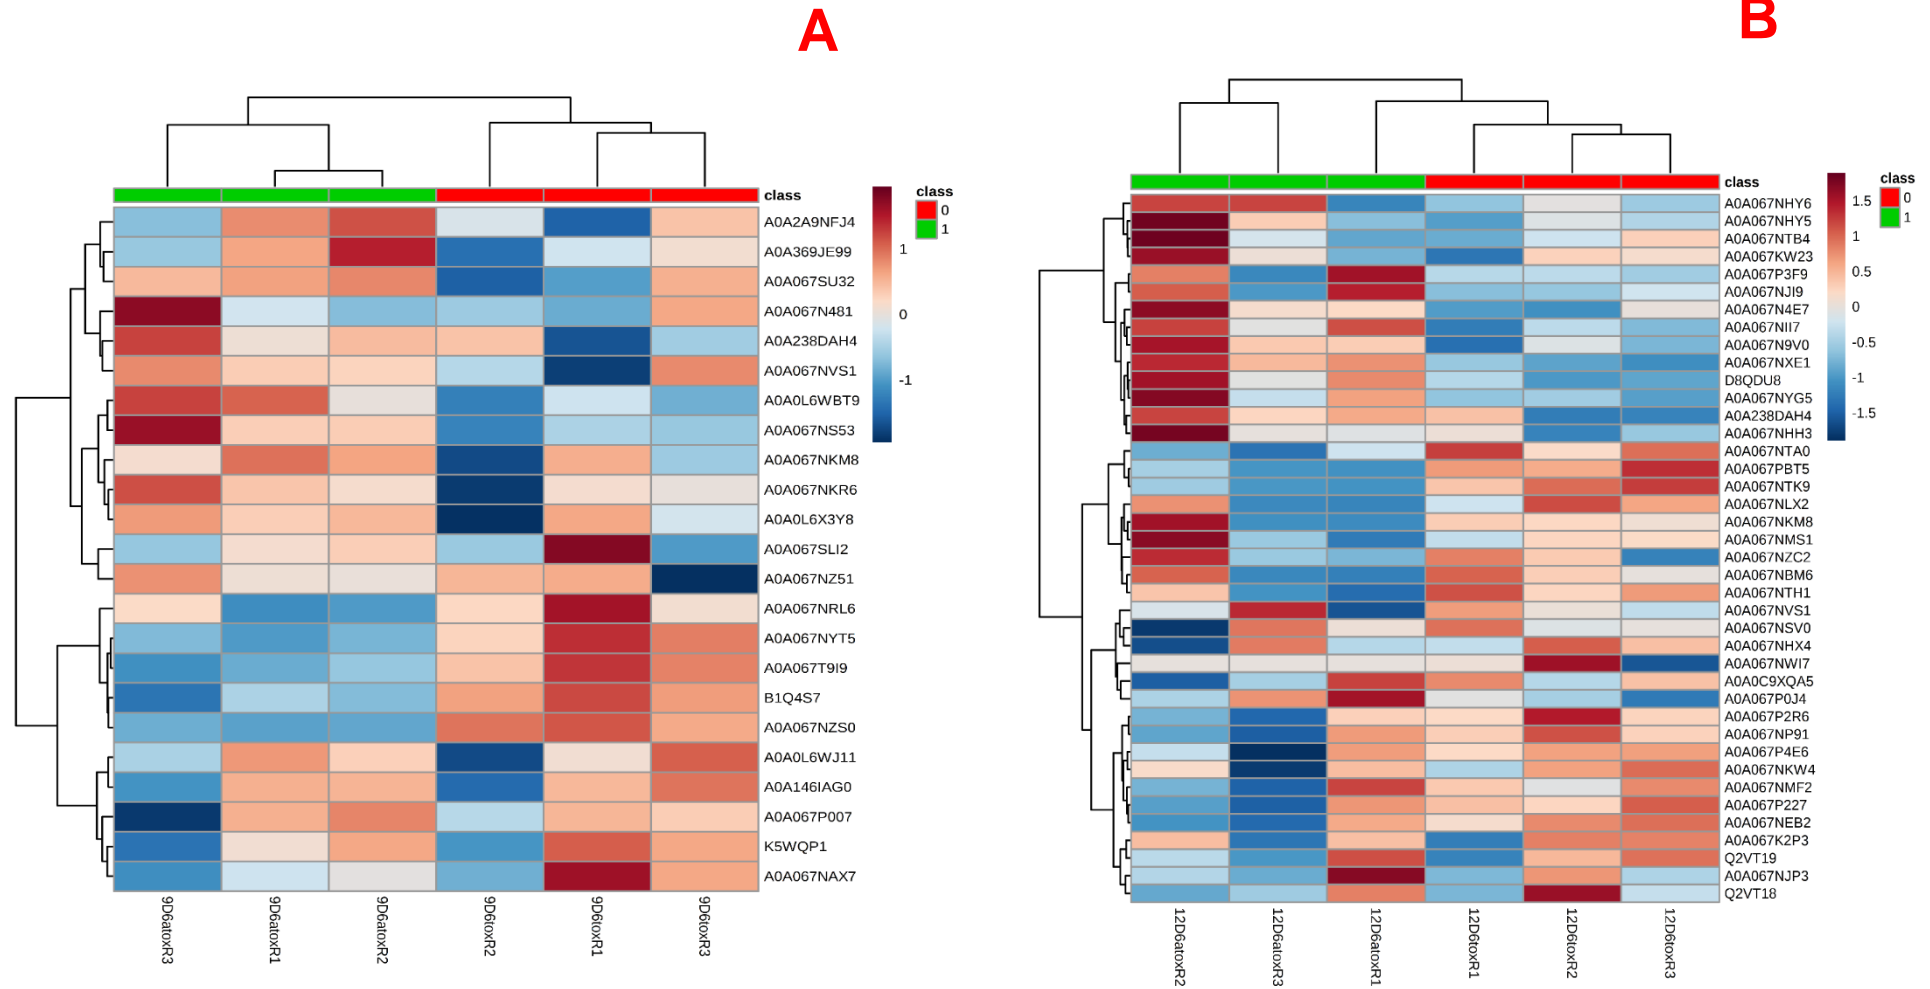 A
class
A0A2A9NFJ4
A0A369JE99
A0A067SU32
A0A067N481
A0A238DAH4
A0A067NVS1
A0A0L6WBT9
A0A067NS53
A0A067NKM8
A0A067NKR6
A0A0L6X3Y8
A0A067SLI2
A0A067NZ51
A0A067NRL6
A0A067NYT5
A0A067T9I9
B1Q4S7
A0A067NZS0
A0A0L6WJ11
A0A146IAG0
A0A067P007
K5WQP1
A0A067NAX7
9D6atoxR3
9D6atoxR1
9D6atoxR2
9D6toxR2
9D6toxR1
9D6toxR3
1
0
-1
class
0
1
B
class
A0A067NHY6
A0A067NHY5
A0A067NTB4
A0A067KW23
A0A067P3F9
A0A067NJI9
A0A067N4E7
A0A067NII7
A0A067N9V0
A0A067NXE1
D8QDU8
A0A067NYG5
A0A238DAH4
A0A067NHH3
A0A067NTA0
A0A067PBT5
A0A067NTK9
A0A067NLX2
A0A067NKM8
A0A067NMS1
A0A067NZC2
A0A067NBM6
A0A067NTH1
A0A067NVS1
A0A067NSV0
A0A067NHX4
A0A067NWI7
A0A0C9XQA5
A0A067P0J4
A0A067P2R6
A0A067NP91
A0A067P4E6
A0A067NKW4
A0A067NMF2
A0A067P227
A0A067NEB2
A0A067K2P3
Q2VT19
A0A067NJP3
Q2VT18
12D6atoxR2
12D6atoxR3
12D6atoxR1
12D6toxR1
12D6toxR2
12D6toxR3
1.5
1
0.5
0
-0.5
-1
-1.5
class
0
1